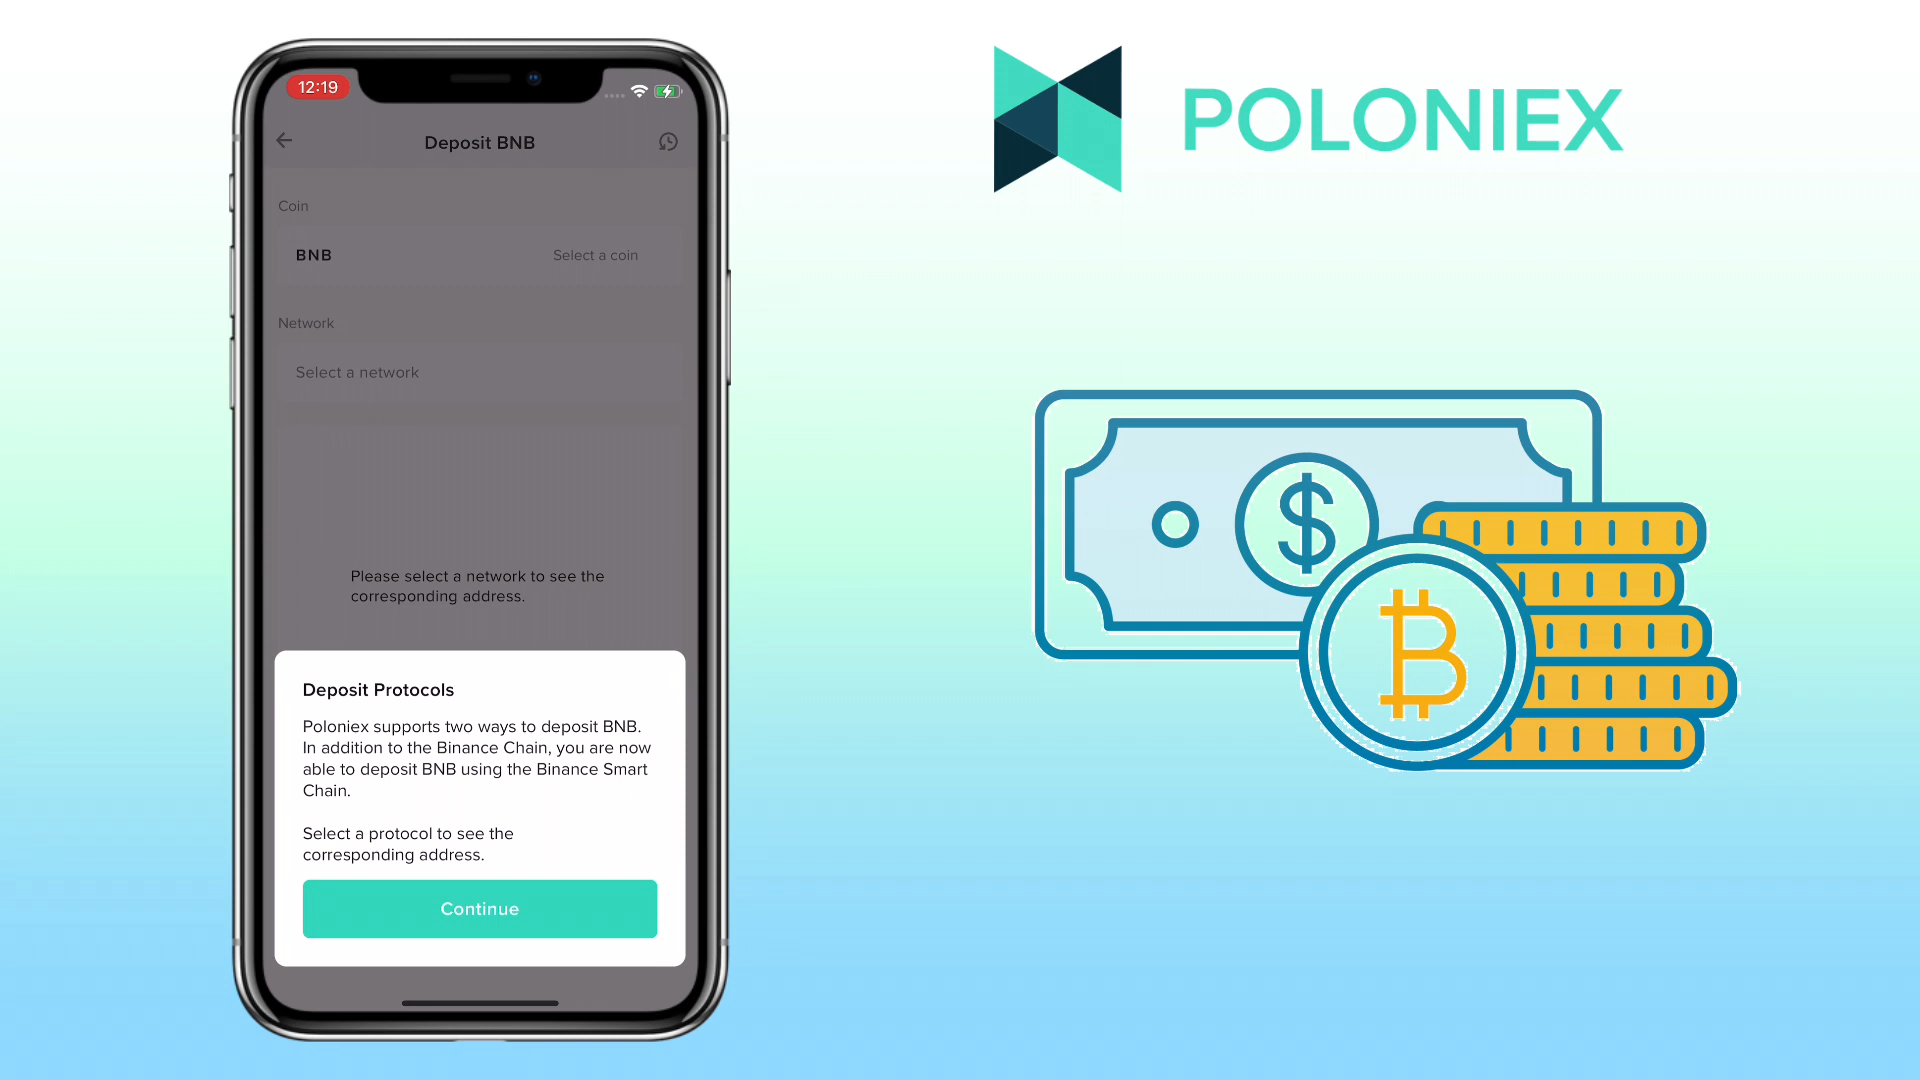 12:19
Deposit BNB
Coin
BNB
Select a coin
Network
Select a network
Please select a network to see the
corresponding address.
Deposit Protocols
Poloniex supports two ways to deposit BNB.
In addition to the Binance Chain, you are now
able to deposit BNB using the Binance Smart
Chain.
Select a protocol to see the
corresponding address.
Continue
POLONIEX
$